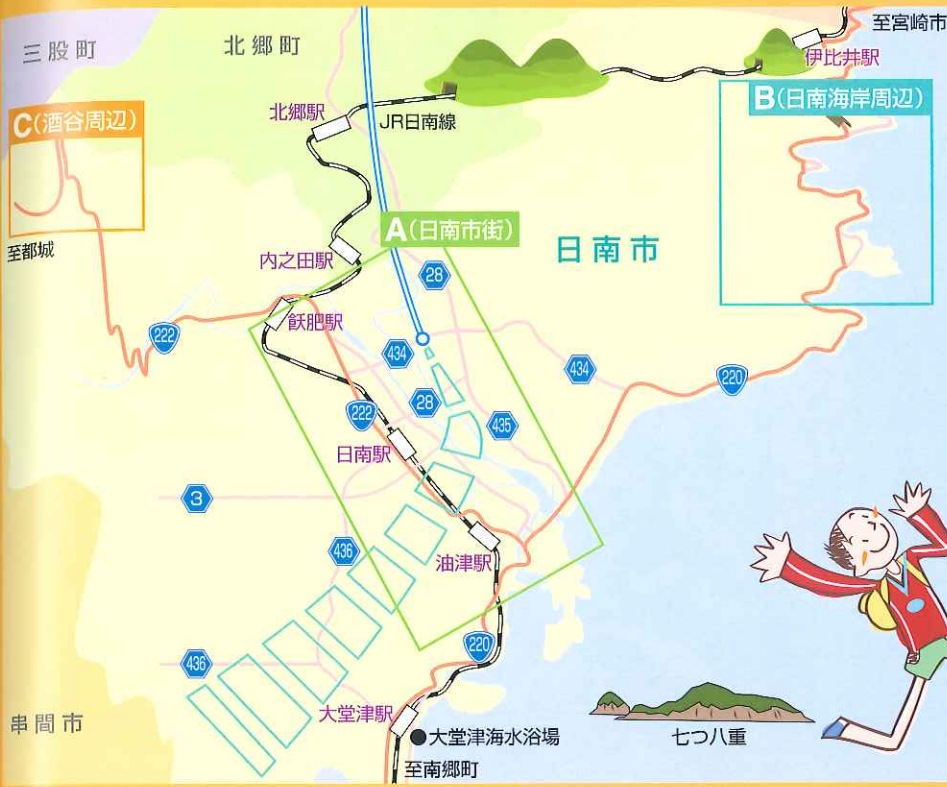 至宮崎市
三股町
北郷町
伊比井駅
B(日南海岸周辺)
北郷駅
JR日南線
C(酒谷周辺)
至都城
A(日南市街)
日南市
内之田駅
28
飫肥駅
222
434
434
220
28
222
435
日南駅
3
436
油津駅
220
436
大堂津駅
串間市
大堂津海水浴場
七つ八重
至南郷町